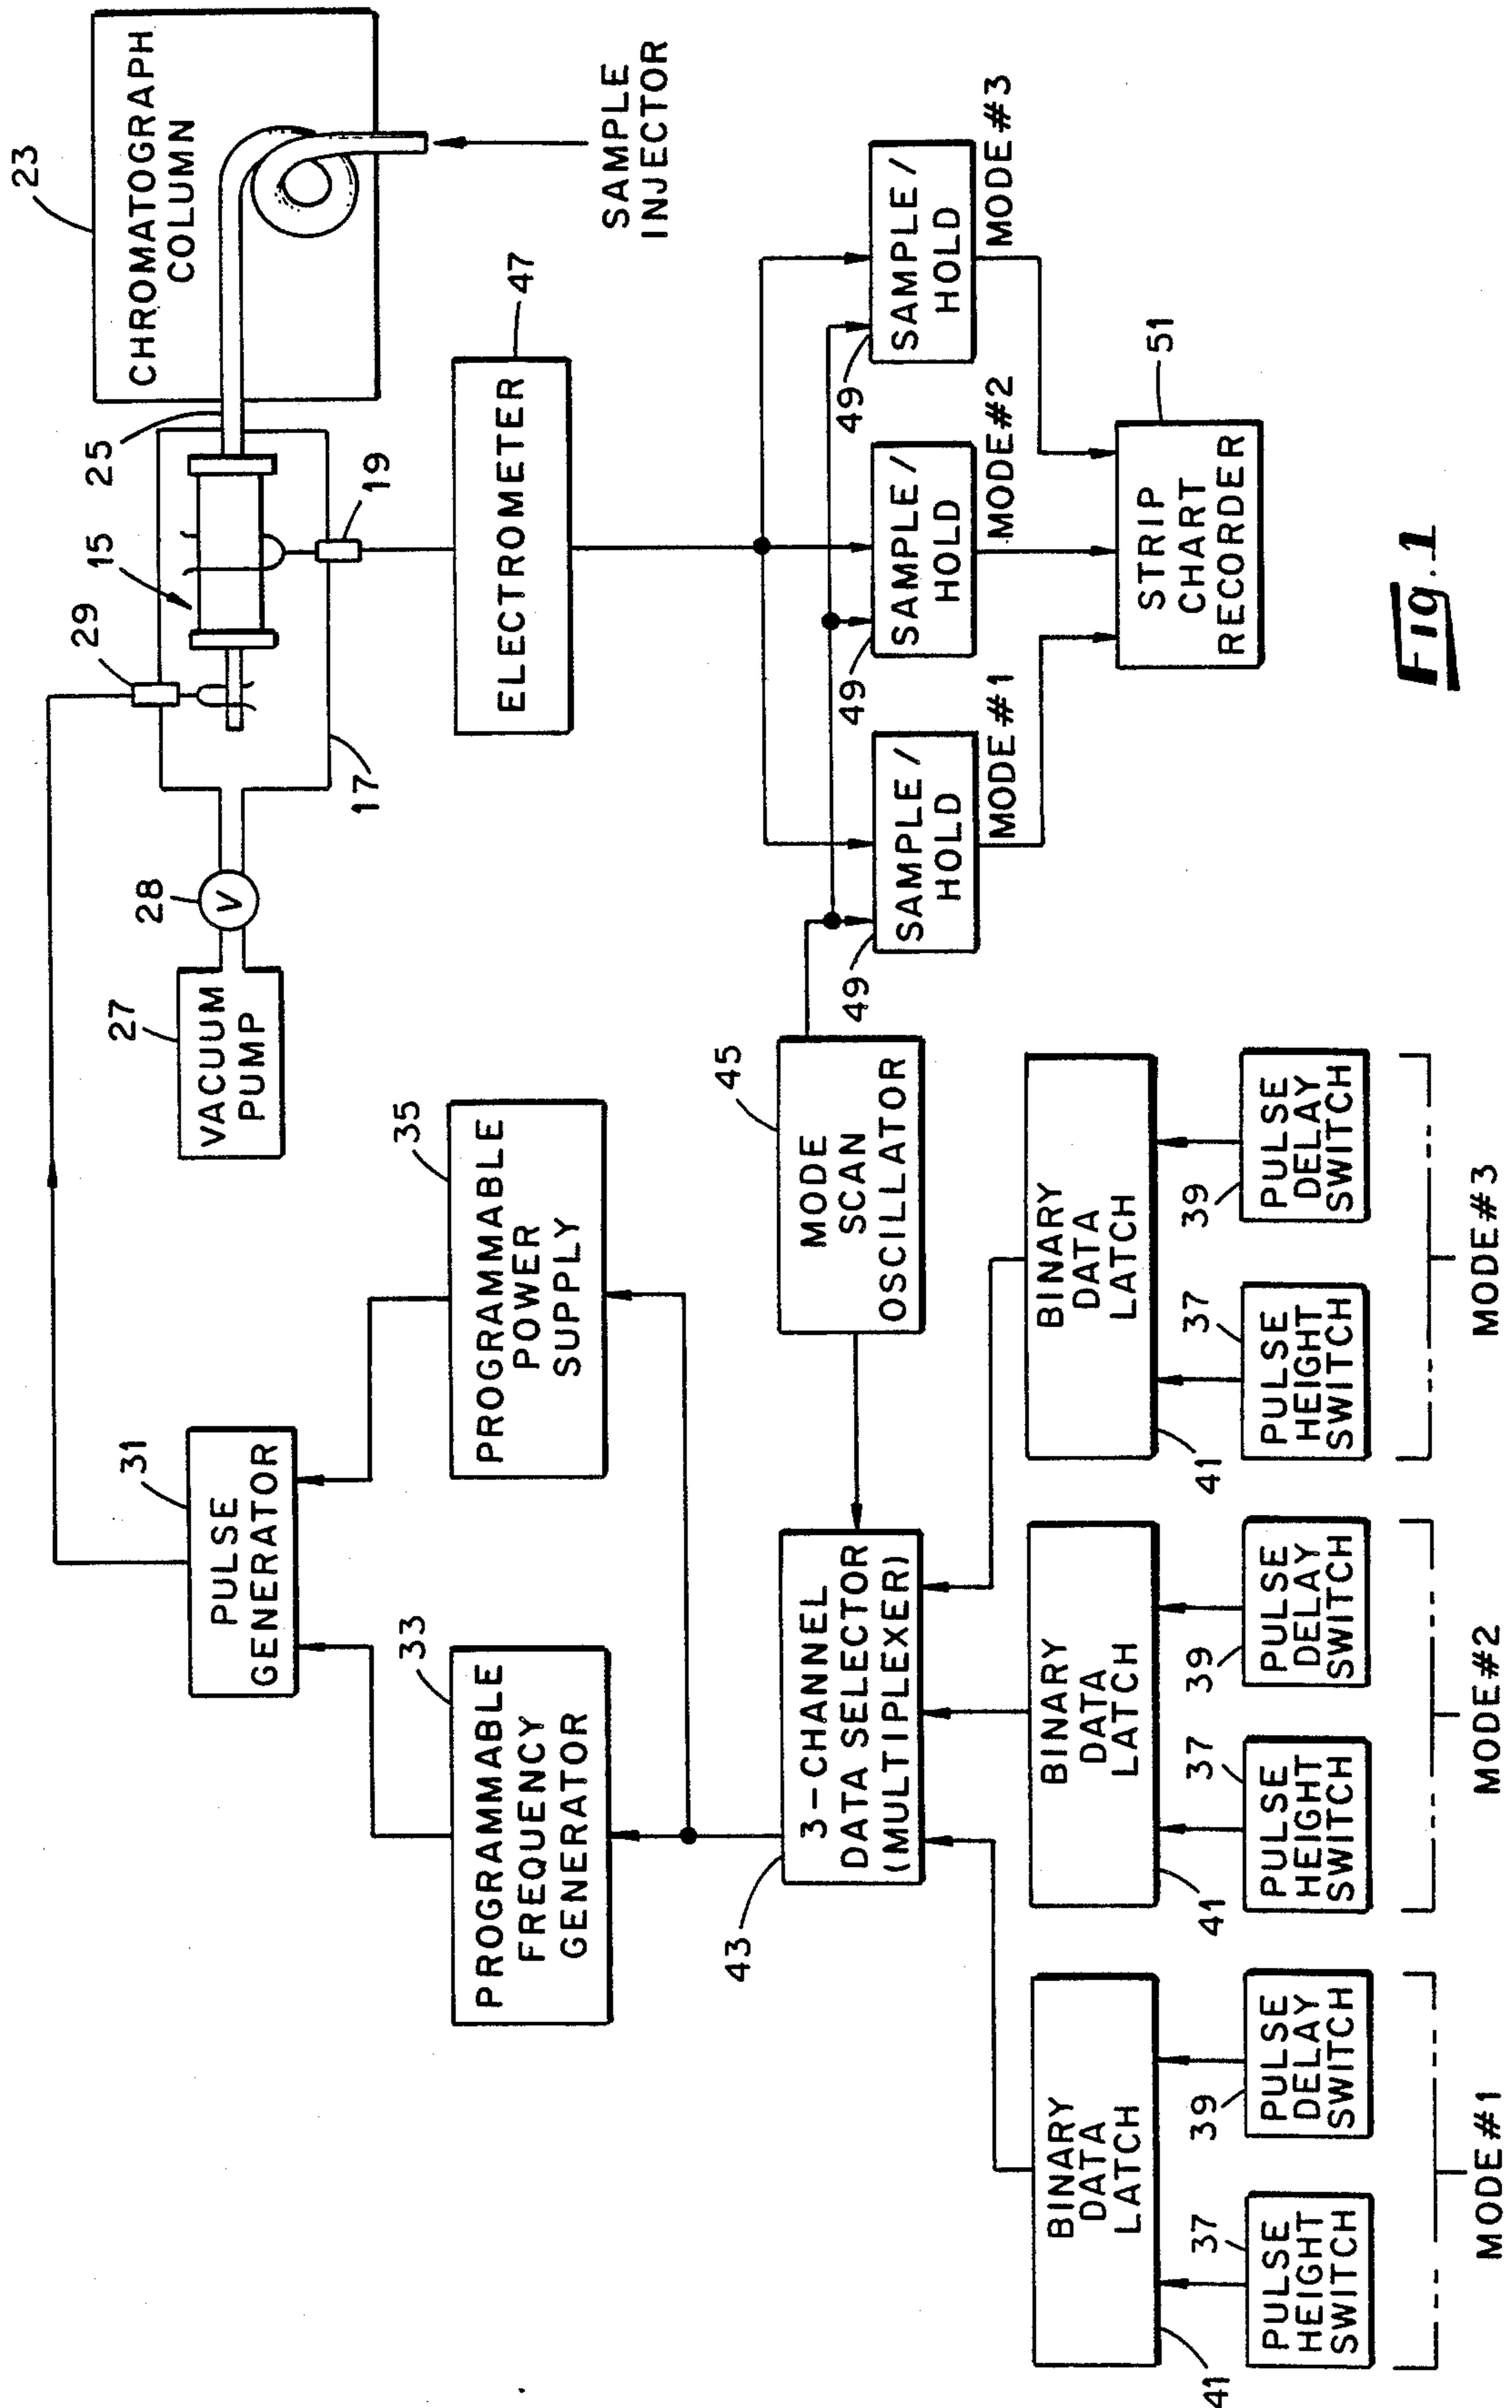 23
CHROMATOGRAPH
COLUMN
SAMPLE
INJECTOR
25
15
29
19
17
28
V
27
VACUUM
PUMP
31
PULSE
GENERATOR
33
PROGRAMMABLE
FREQUENCY
GENERATOR
35
PROGRAMMABLE
POWER
SUPPLY
47
ELECTROMETER
43
3-CHANNEL
DATA SELECTOR
(MULTIPLEXER)
45
MODE
SCAN
OSCILLATOR
49
SAMPLE/
HOLD
MODE #1
49
SAMPLE/
HOLD
MODE #2
49
SAMPLE/
HOLD
MODE #3
51
STRIP
CHART
RECORDER
41
BINARY
DATA
LATCH
37
PULSE
HEIGHT
SWITCH
39
PULSE
DELAY
SWITCH
MODE #1
41
BINARY
DATA
LATCH
37
PULSE
HEIGHT
SWITCH
39
PULSE
DELAY
SWITCH
MODE #2
41
BINARY
DATA
LATCH
37
PULSE
HEIGHT
SWITCH
39
PULSE
DELAY
SWITCH
MODE #3
Fig. 1